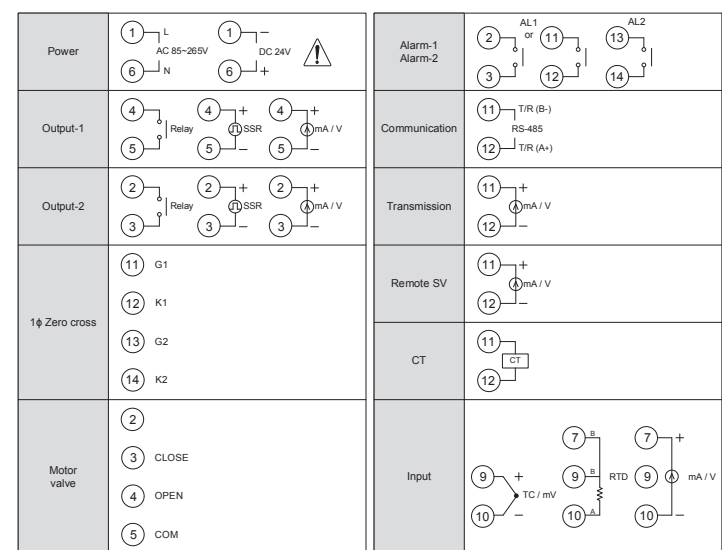 Power
1 L 1 −
AC 85~265V DC 24V
6 N 6 +
Output-1
4 4 + 4 +
Relay SSR mA / V
5 5 − 5 −
Output-2
2 2 + 2 +
Relay SSR mA / V
3 3 − 3 −
1ϕ Zero cross
11 G1
12 K1
13 G2
14 K2
Motor
valve
2
3 CLOSE
4 OPEN
5 COM
Alarm-1
Alarm-2
AL1 AL2
or
2 11 13
3 12 14
Communication
11 T/R (B-)
RS-485
12 T/R (A+)
Transmission
11 +
mA / V
12 −
Remote SV
11 +
mA / V
12 −
CT
11
CT
12
Input
7 B 7 +
9 + 9 B RTD 9 mA / V
TC / mV
10 − 10 A 10 −